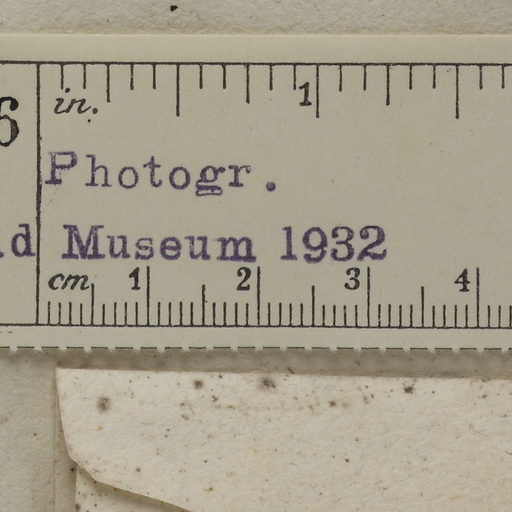 6
in. 1
Photogr.
d Museum 1932
cm 1 2 3 4